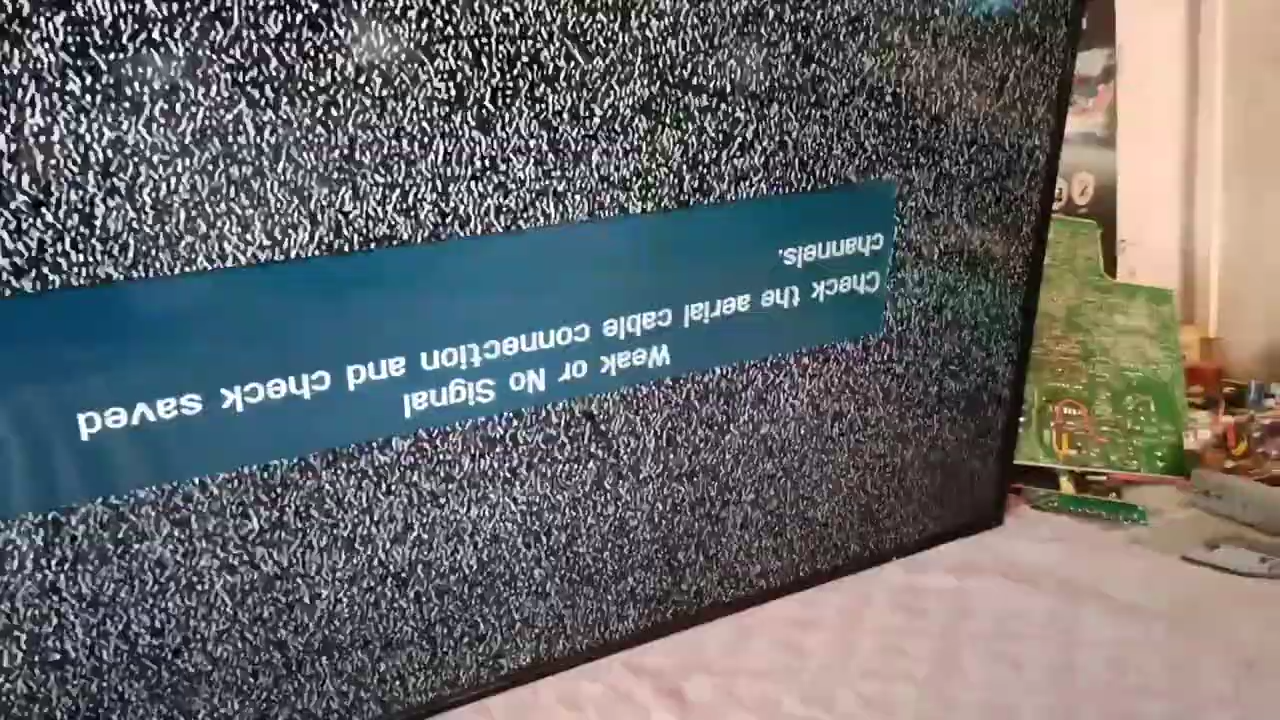 Weak or No Signal
Check the aerial cable connection and check saved
channels.